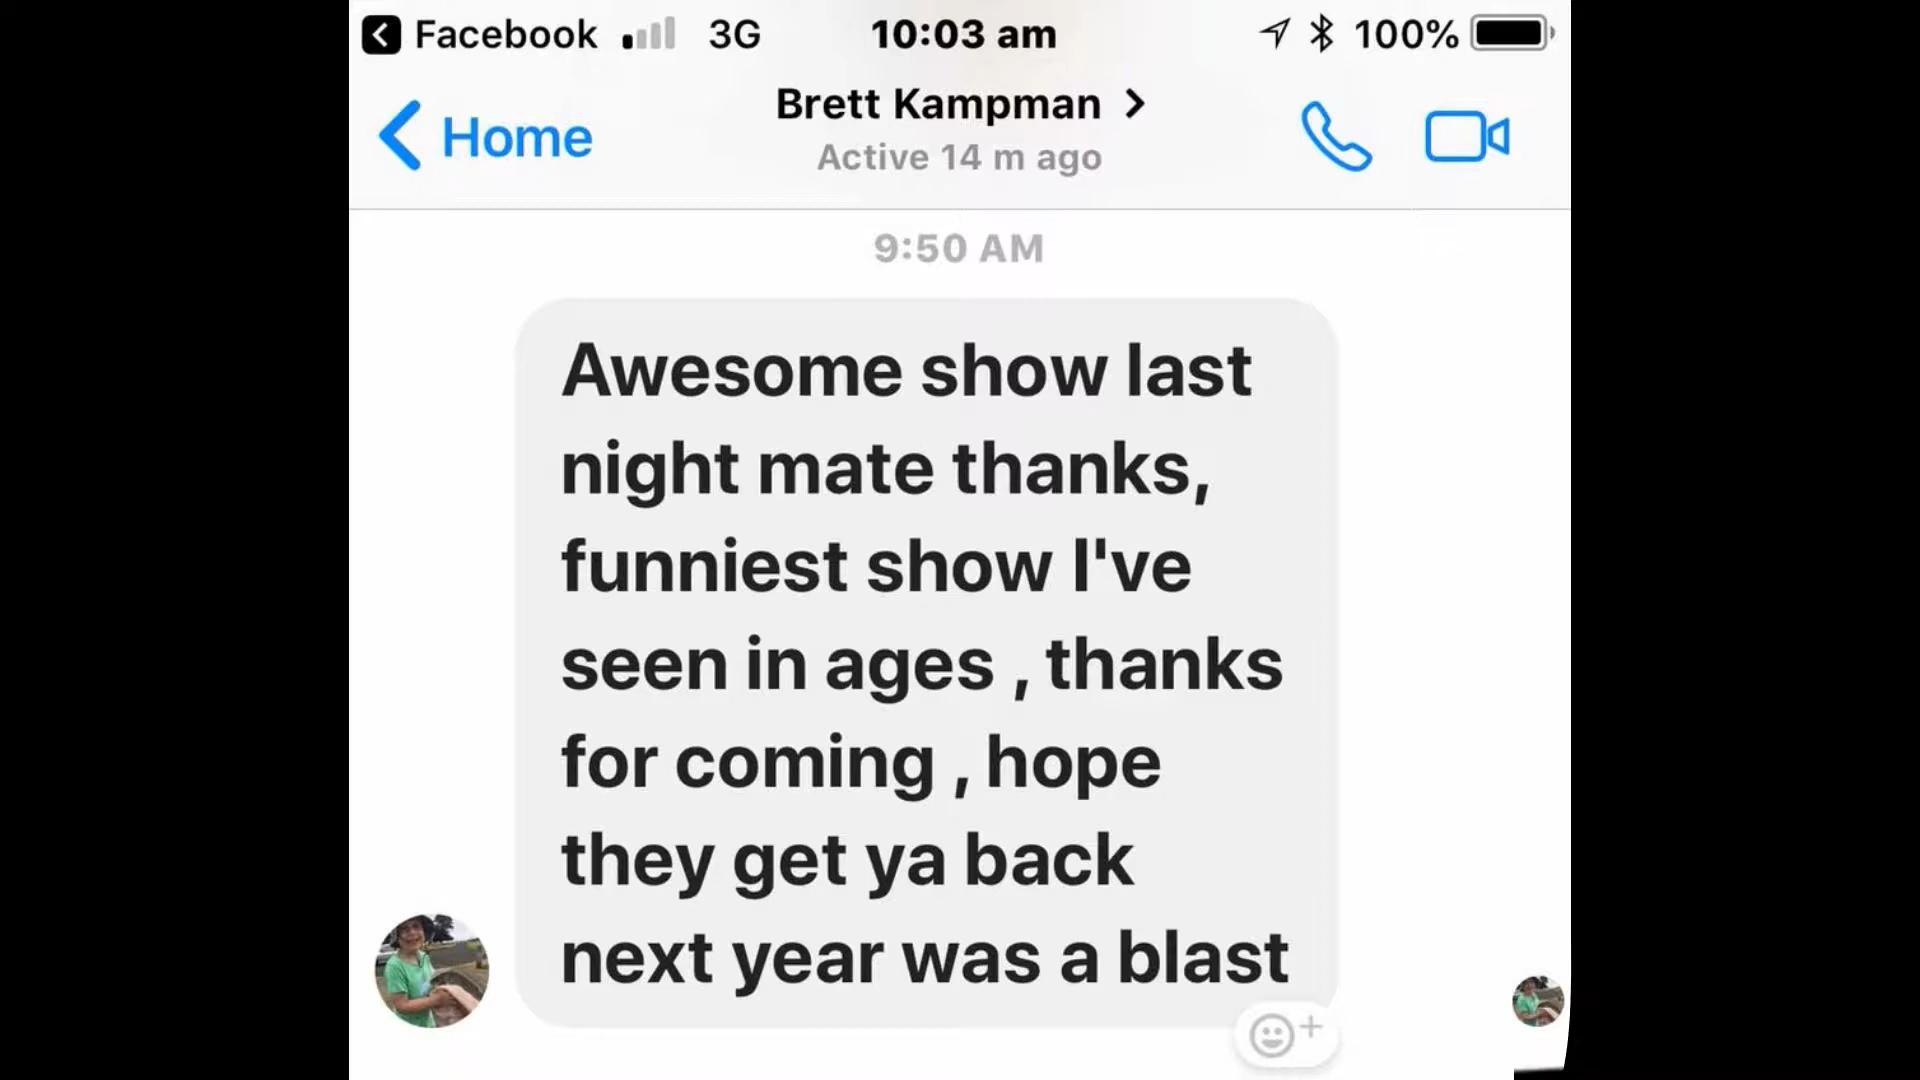 Facebook 3G 10:03 am 100%
Home
Brett Kampman
Active 14 m ago
9:50 AM
Awesome show last
night mate thanks,
funniest show I've
seen in ages , thanks
for coming , hope
they get ya back
next year was a blast